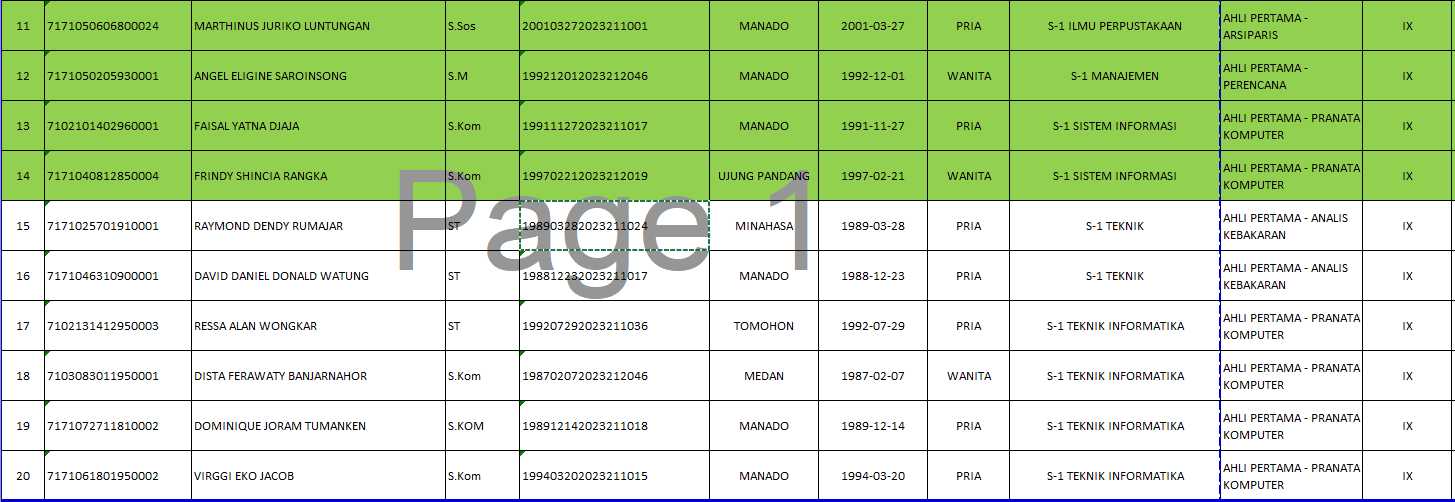 11 7171050606800024 MARTHINUS JURIKO LUNTUNGAN S.Sos 200103272023211001 MANADO 2001-03-27 PRIA S-1 ILMU PERPUSTAKAAN AHLI PERTAMA - ARSIPARIS IX
12 7171050205930001 ANGEL ELIGINE SAROINSONG S.M 199212012023212046 MANADO 1992-12-01 WANITA S-1 MANAJEMEN AHLI PERTAMA - PERENCANA IX
13 7102101402960001 FAISAL YATNA DJAJA S.Kom 199111272023211017 MANADO 1991-11-27 PRIA S-1 SISTEM INFORMASI AHLI PERTAMA - PRANATA KOMPUTER IX
14 7171040812850004 FRINDY SHINCIA RANGKA S.Kom 199702212023212019 UJUNG PANDANG 1997-02-21 WANITA S-1 SISTEM INFORMASI AHLI PERTAMA - PRANATA KOMPUTER IX
15 7171025701910001 RAYMOND DENDY RUMAJAR ST 198903282023211024 MINAHASA 1989-03-28 PRIA S-1 TEKNIK AHLI PERTAMA - ANALIS KEBAKARAN IX
16 7171046310900001 DAVID DANIEL DONALD WATUNG ST 198812232023211017 MANADO 1988-12-23 PRIA S-1 TEKNIK AHLI PERTAMA - ANALIS KEBAKARAN IX
17 7102131412950003 RESSA ALAN WONGKAR ST 199207292023211036 TOMOHON 1992-07-29 PRIA S-1 TEKNIK INFORMATIKA AHLI PERTAMA - PRANATA KOMPUTER IX
18 7103083011950001 DISTA FERAWATY BANJARNAHOR S.Kom 198702072023212046 MEDAN 1987-02-07 WANITA S-1 TEKNIK INFORMATIKA AHLI PERTAMA - PRANATA KOMPUTER IX
19 7171072711810002 DOMINIQUE JORAM TUMANKEN S.KOM 198912142023211018 MANADO 1989-12-14 PRIA S-1 TEKNIK INFORMATIKA AHLI PERTAMA - PRANATA KOMPUTER IX
20 7171061801950002 VIRGGI EKO JACOB S.Kom 199403202023211015 MANADO 1994-03-20 PRIA S-1 TEKNIK INFORMATIKA AHLI PERTAMA - PRANATA KOMPUTER IX
Page 1